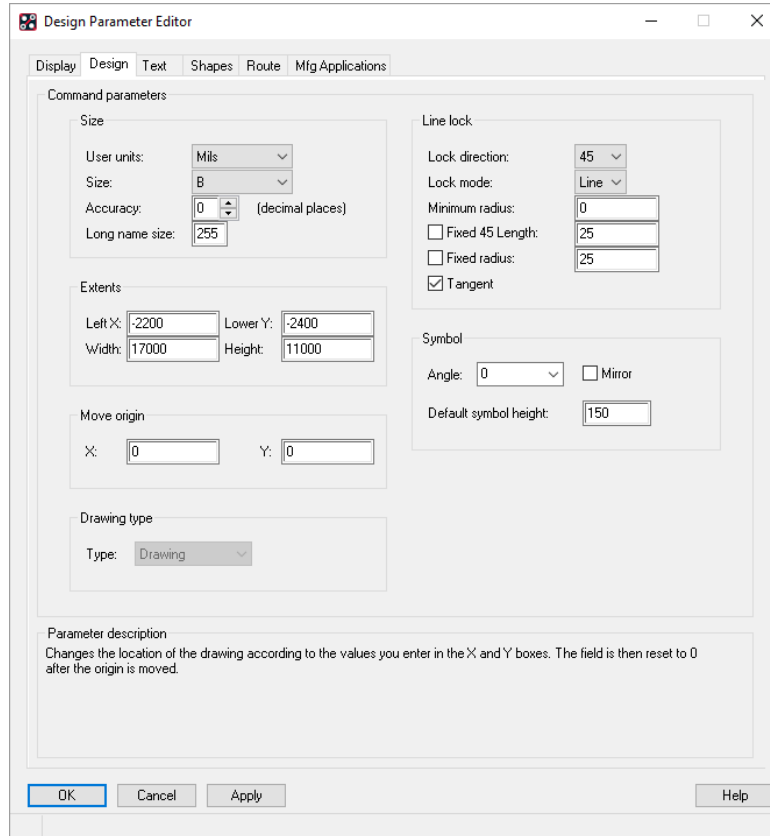 Design Parameter Editor
Display Design Text Shapes Route Mfg Applications
Command parameters
Size
User units: Mils
Size: B
Accuracy: 0 (decimal places)
Long name size: 255
Line lock
Lock direction: 45
Lock mode: Line
Minimum radius: 0
Fixed 45 Length: 25
Fixed radius: 25
Tangent
Extents
Left X: -2200 Lower Y: -2400
Width: 17000 Height: 11000
Symbol
Angle: 0 Mirror
Default symbol height: 150
Move origin
X: 0 Y: 0
Drawing type
Type: Drawing
Parameter description
Changes the location of the drawing according to the values you enter in the X and Y boxes. The field is then reset to 0
after the origin is moved.
OK Cancel Apply Help